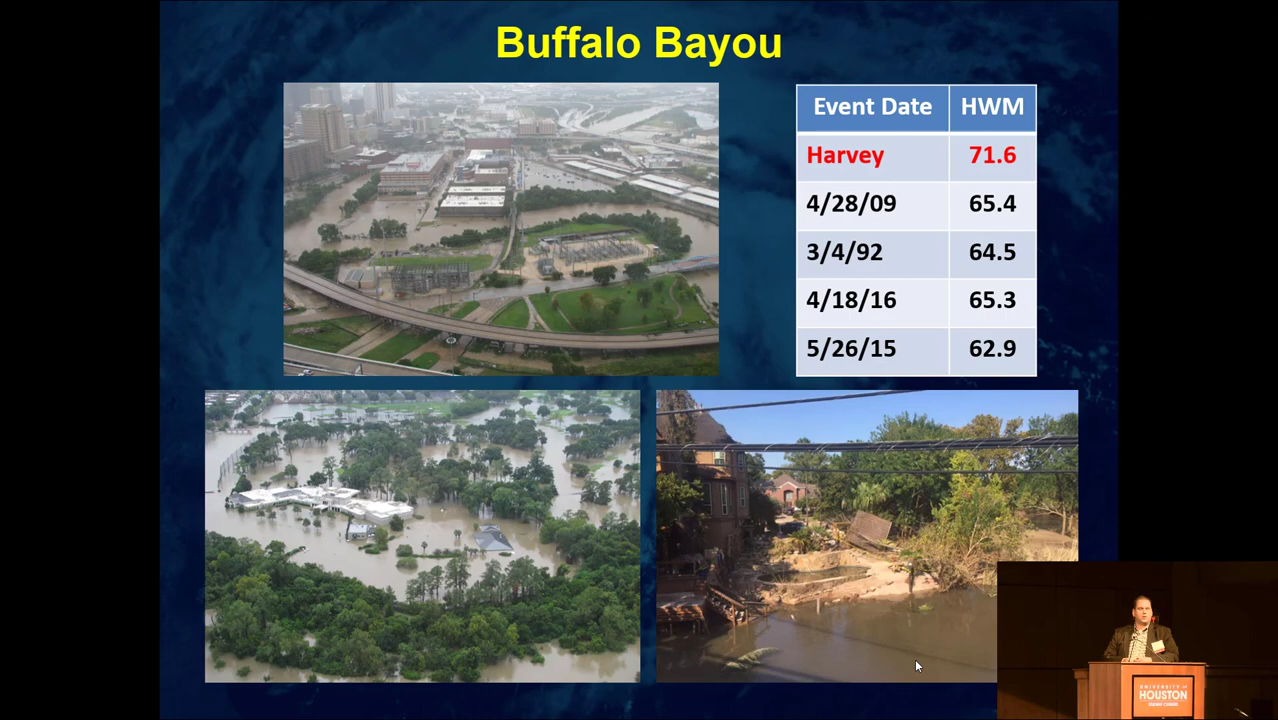 Buffalo Bayou
Event Date HWM
Harvey 71.6
4/28/09 65.4
3/4/92 64.5
4/18/16 65.3
5/26/15 62.9
UNIVERSITY OF
HOUSTON